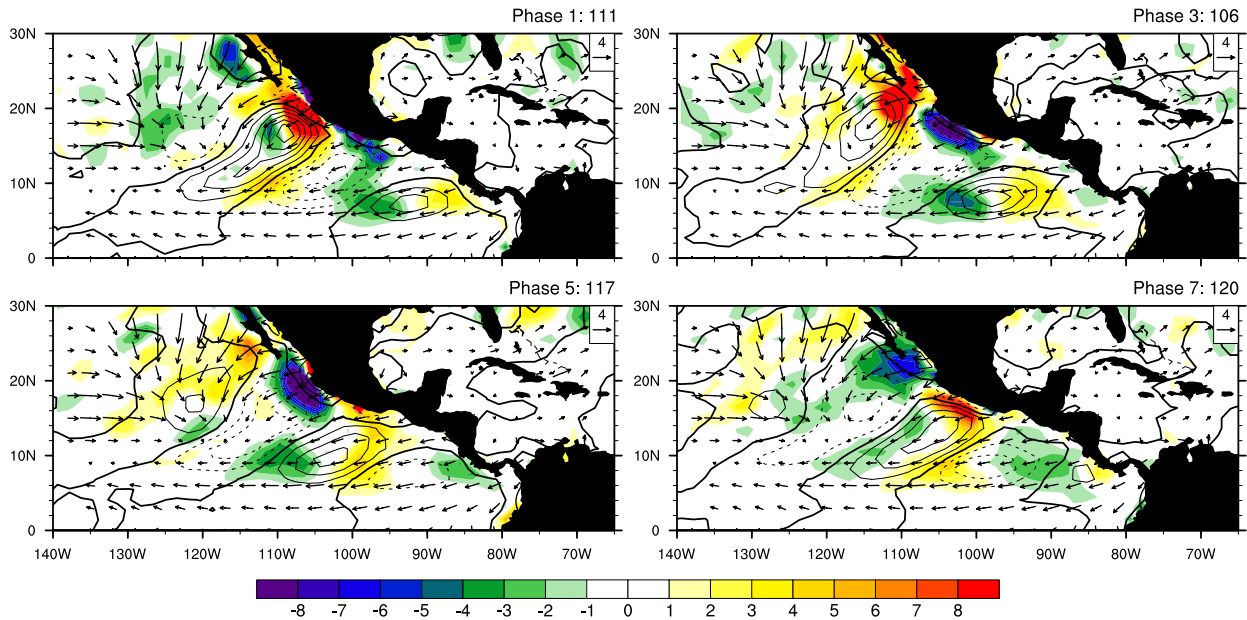 Phase 1: 111
Phase 3: 106
30N
20N
10N
0
4
30N
20N
10N
0
4
Phase 5: 117
Phase 7: 120
30N
20N
10N
0
4
30N
20N
10N
0
4
140W 130W 120W 110W 100W 90W 80W 70W
140W 130W 120W 110W 100W 90W 80W 70W
-8 -7 -6 -5 -4 -3 -2 -1 0 1 2 3 4 5 6 7 8